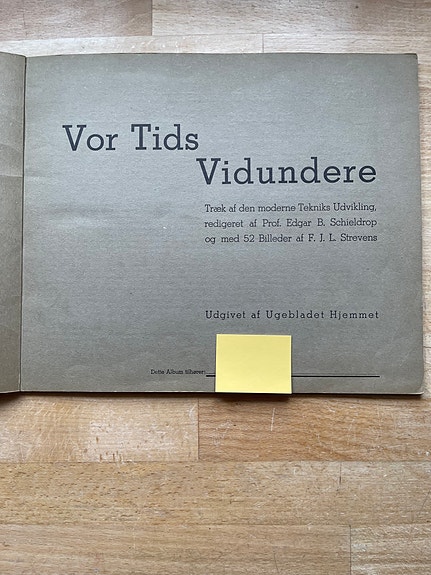 Vor Tids
Vidundere
Træk af den moderne Tekniks Udvikling,
redigeret af Prof. Edgar B. Schieldrop
og med 52 Billeder af F. J. L. Strevens
Udgivet af Ugebladet Hjemmet
Dette Album tilhører: